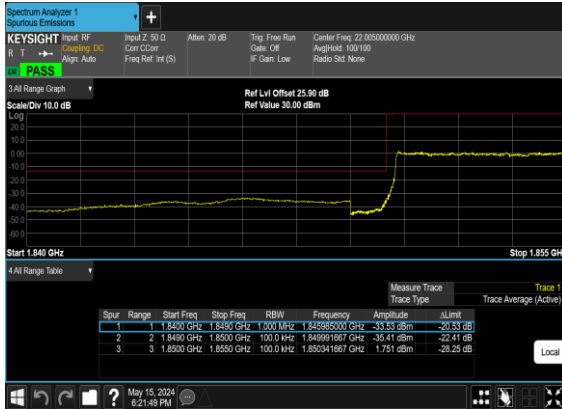 Spectrum Analyzer 1
Spurious Emissions
KEYSIGHT Input: RF Input Z: 50 Ω Atten: 20 dB Trig: Free Run Center Freq: 22.005000000 GHz
R T Coupling: DC Corr CCorr Gate: Off Avg|Hold: 100/100
Align: Auto Freq Ref: Int (S) IF Gain: Low Radio Std: None
PASS
3 All Range Graph Ref Lvl Offset 25.90 dB
Scale/Div 10.0 dB Ref Value 30.00 dBm
Log
20.0
10.0
0.00
-10.0
-20.0
-30.0
-40.0
-50.0
-60.0
Start 1.840 GHz Stop 1.855 GH
4 All Range Table
Measure Trace Trace 1
Trace Type Trace Average (Active)
Spur Range Start Freq Stop Freq RBW Frequency Amplitude ΔLimit
1 1 1.8400 GHz 1.8490 GHz 1.000 MHz 1.845985000 GHz -33.53 dBm -20.53 dB
2 2 1.8490 GHz 1.8500 GHz 100.0 kHz 1.849991667 GHz -35.41 dBm -22.41 dB
3 3 1.8500 GHz 1.8550 GHz 100.0 kHz 1.850341667 GHz 1.751 dBm -28.25 dB
Local
May 15, 2024
6:21:49 PM